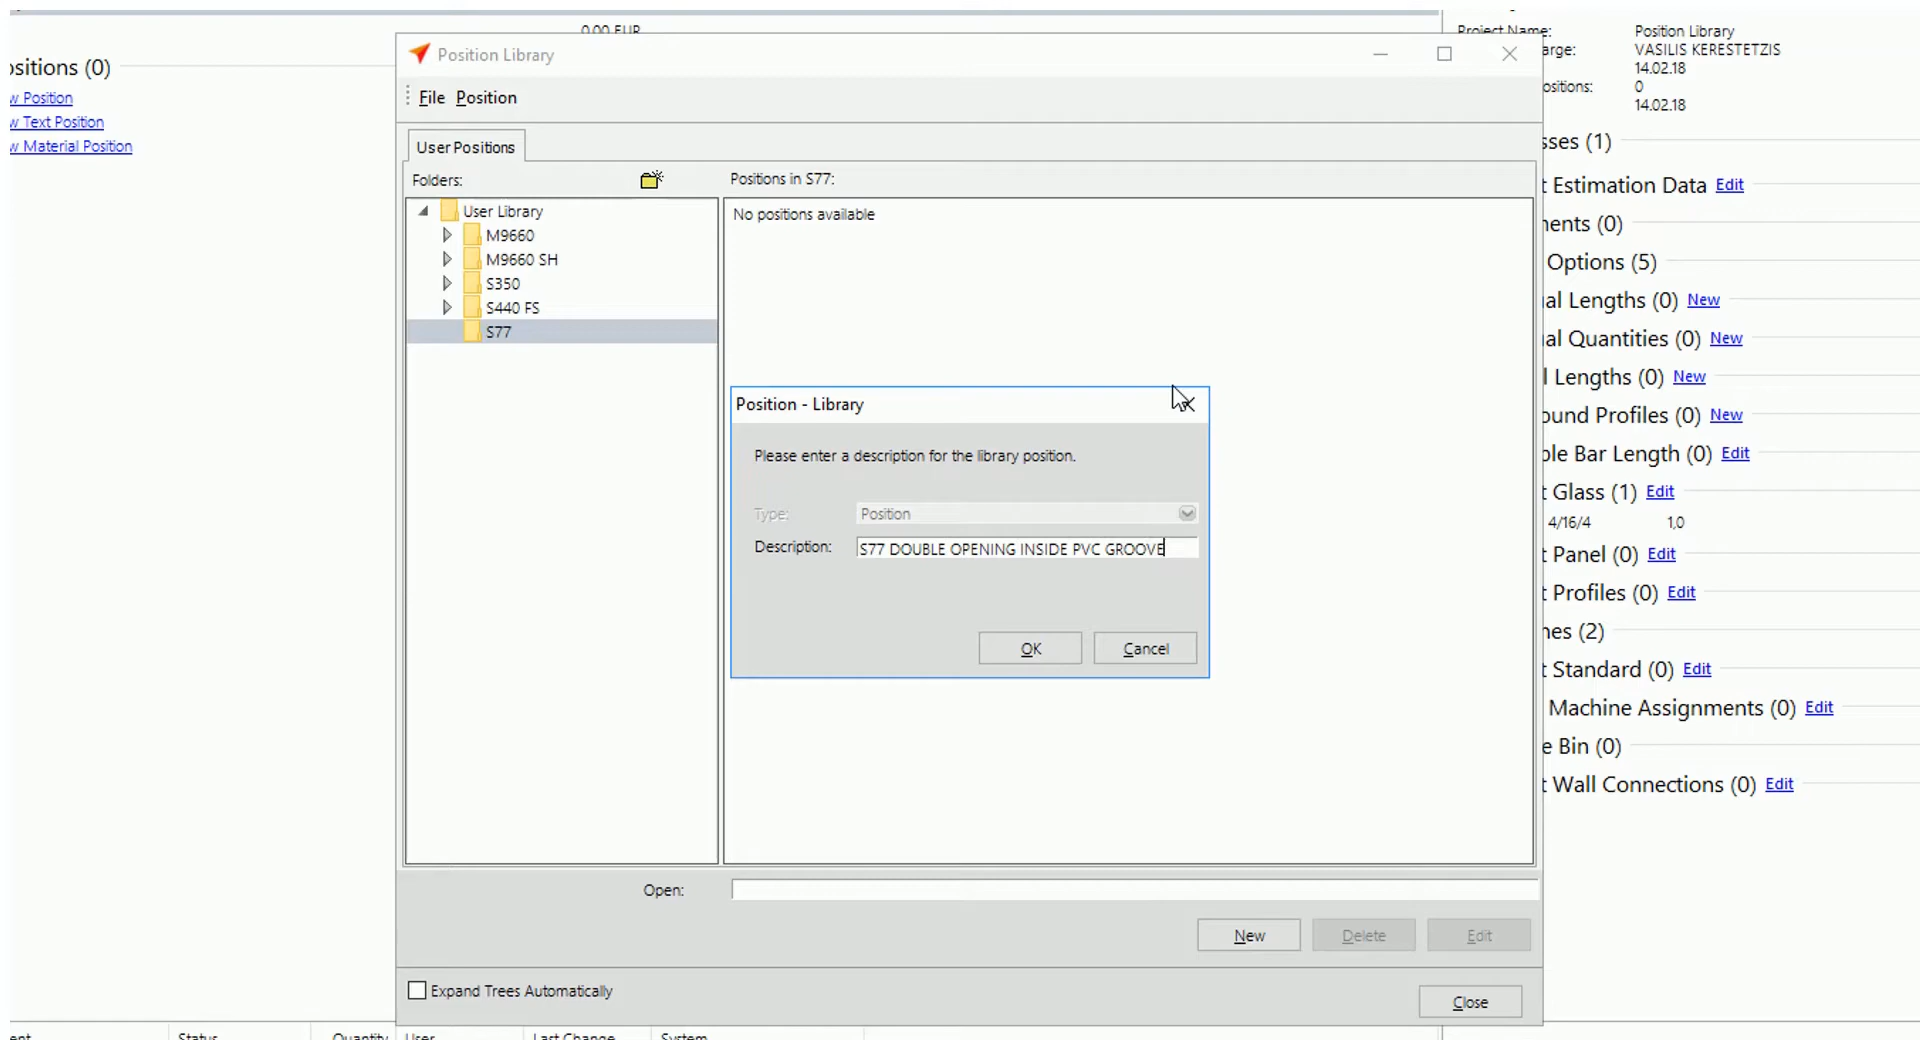 0.00 EUR
ositions (0)
w Position
w Text Position
w Material Position
Position Library
File Position
User Positions
Folders:
User Library
M9660
M9660 SH
S350
S440 FS
S77
Positions in S77:
No positions available
Position - Library
Please enter a description for the library position.
Type: Position
Description: S77 DOUBLE OPENING INSIDE PVC GROOVE
OK Cancel
Open:
New Delete Edit
Expand Trees Automatically
Close
Project Name: Position Library
arge: VASILIS KERESTETZIS
14.02.18
ositions: 0
14.02.18
sses (1)
t Estimation Data Edit
nents (0)
Options (5)
al Lengths (0) New
al Quantities (0) New
l Lengths (0) New
ound Profiles (0) New
ble Bar Length (0) Edit
t Glass (1) Edit
4/16/4 1,0
t Panel (0) Edit
t Profiles (0) Edit
nes (2)
t Standard (0) Edit
Machine Assignments (0) Edit
e Bin (0)
t Wall Connections (0) Edit
ent Status Quantity User Last Change System